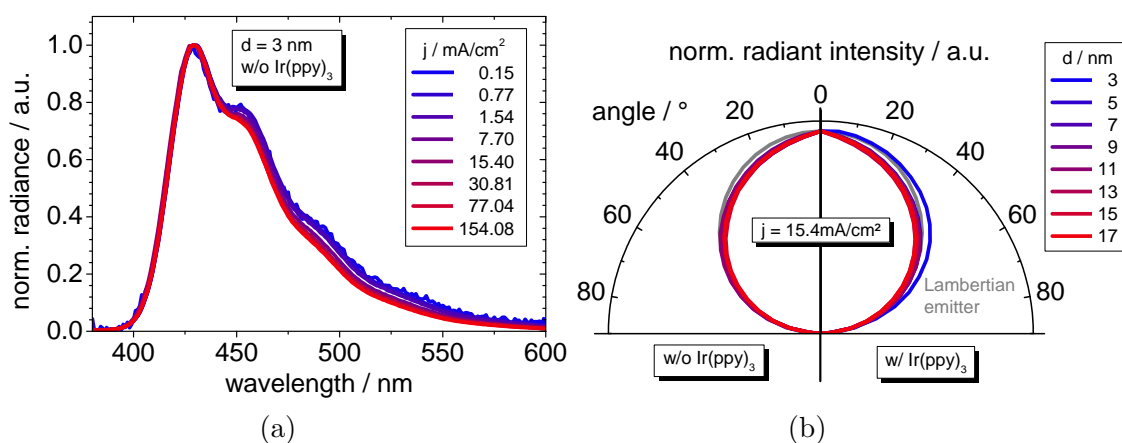 norm. radiance / a.u.
1.0
0.8
0.6
0.4
0.2
0.0
400
450
500
550
600
wavelength / nm
d = 3 nm
w/o Ir(ppy)₃
j / mA/cm²
0.15
0.77
1.54
7.70
15.40
30.81
77.04
154.08
(a)
norm. radiant intensity / a.u.
angle / °
0
20
20
40
40
60
60
80
80
j = 15.4mA/cm²
Lambertian
emitter
w/o Ir(ppy)₃
w/ Ir(ppy)₃
d / nm
3
5
7
9
11
13
15
17
(b)